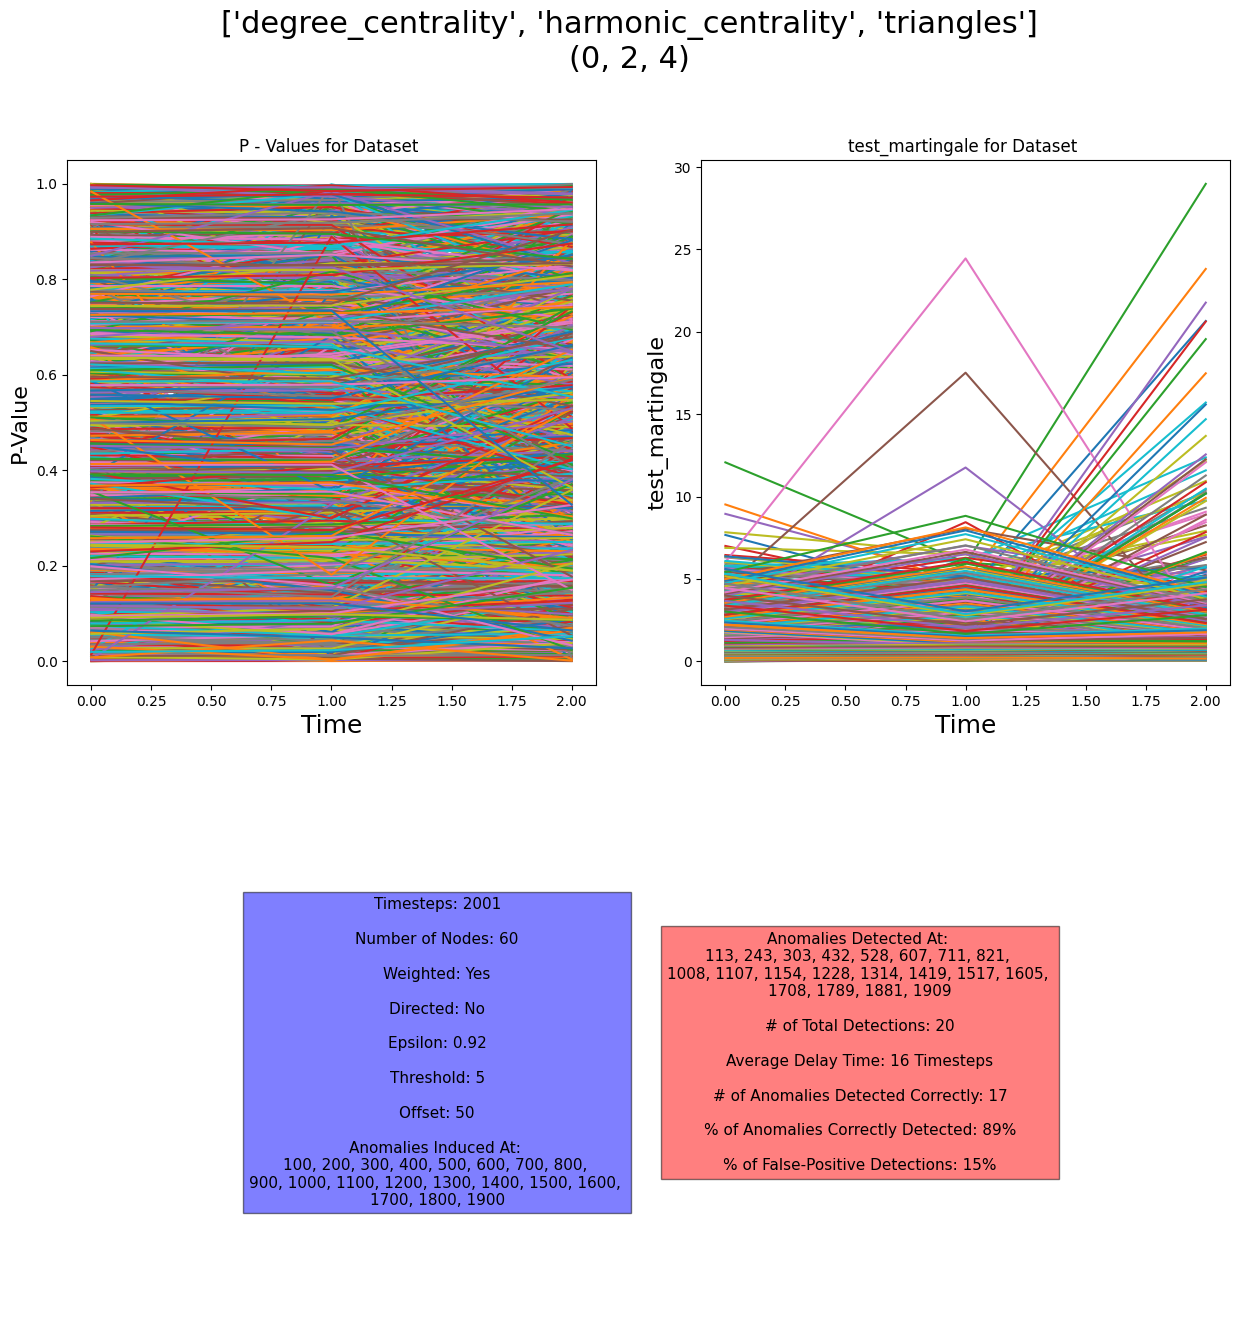 ['degree_centrality', 'harmonic_centrality', 'triangles']
(0, 2, 4)
P - Values for Dataset
1.0
0.8
0.6
0.4
0.2
0.0
P-Value
0.00 0.25 0.50 0.75 1.00 1.25 1.50 1.75 2.00
Time
test_martingale for Dataset
30
25
20
15
10
5
0
test_martingale
0.00 0.25 0.50 0.75 1.00 1.25 1.50 1.75 2.00
Time
Timesteps: 2001
Number of Nodes: 60
Weighted: Yes
Directed: No
Epsilon: 0.92
Threshold: 5
Offset: 50
Anomalies Induced At:
100, 200, 300, 400, 500, 600, 700, 800,
900, 1000, 1100, 1200, 1300, 1400, 1500, 1600,
1700, 1800, 1900
Anomalies Detected At:
113, 243, 303, 432, 528, 607, 711, 821,
1008, 1107, 1154, 1228, 1314, 1419, 1517, 1605,
1708, 1789, 1881, 1909
# of Total Detections: 20
Average Delay Time: 16 Timesteps
# of Anomalies Detected Correctly: 17
% of Anomalies Correctly Detected: 89%
% of False-Positive Detections: 15%